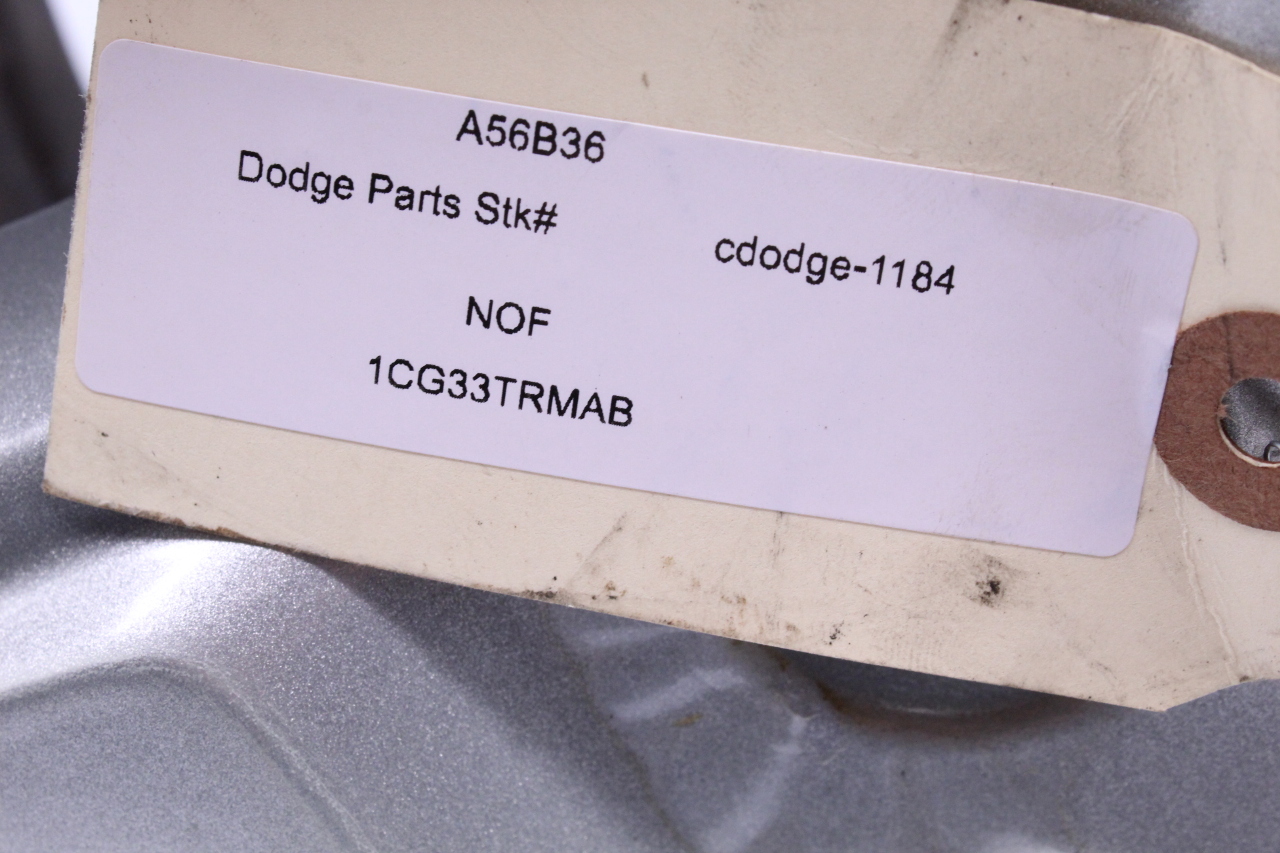 A56B36
Dodge Parts Stk# cdodge-1184
NOF
1CG33TRMAB